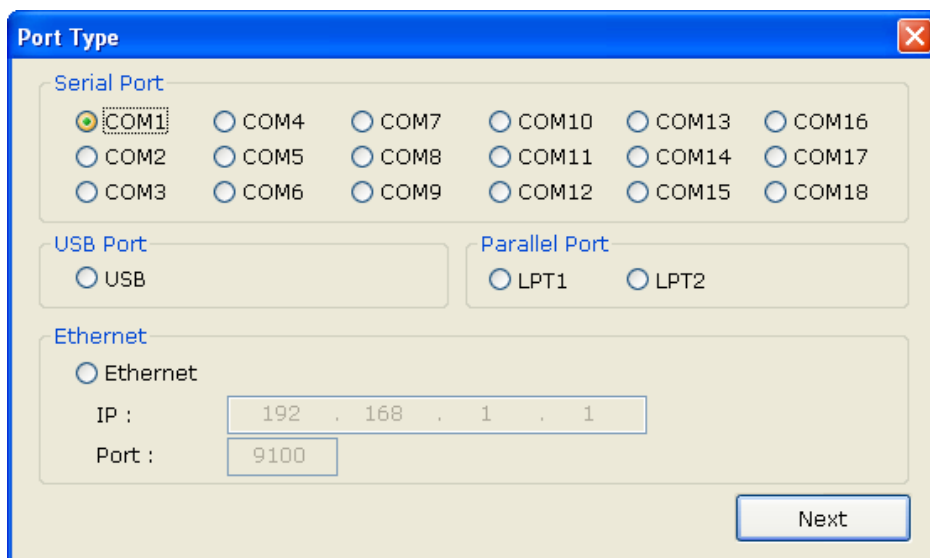 Port Type
Serial Port
COM1 COM4 COM7 COM10 COM13 COM16
COM2 COM5 COM8 COM11 COM14 COM17
COM3 COM6 COM9 COM12 COM15 COM18
USB Port Parallel Port
USB LPT1 LPT2
Ethernet
Ethernet
IP : 192 . 168 . 1 . 1
Port : 9100
Next